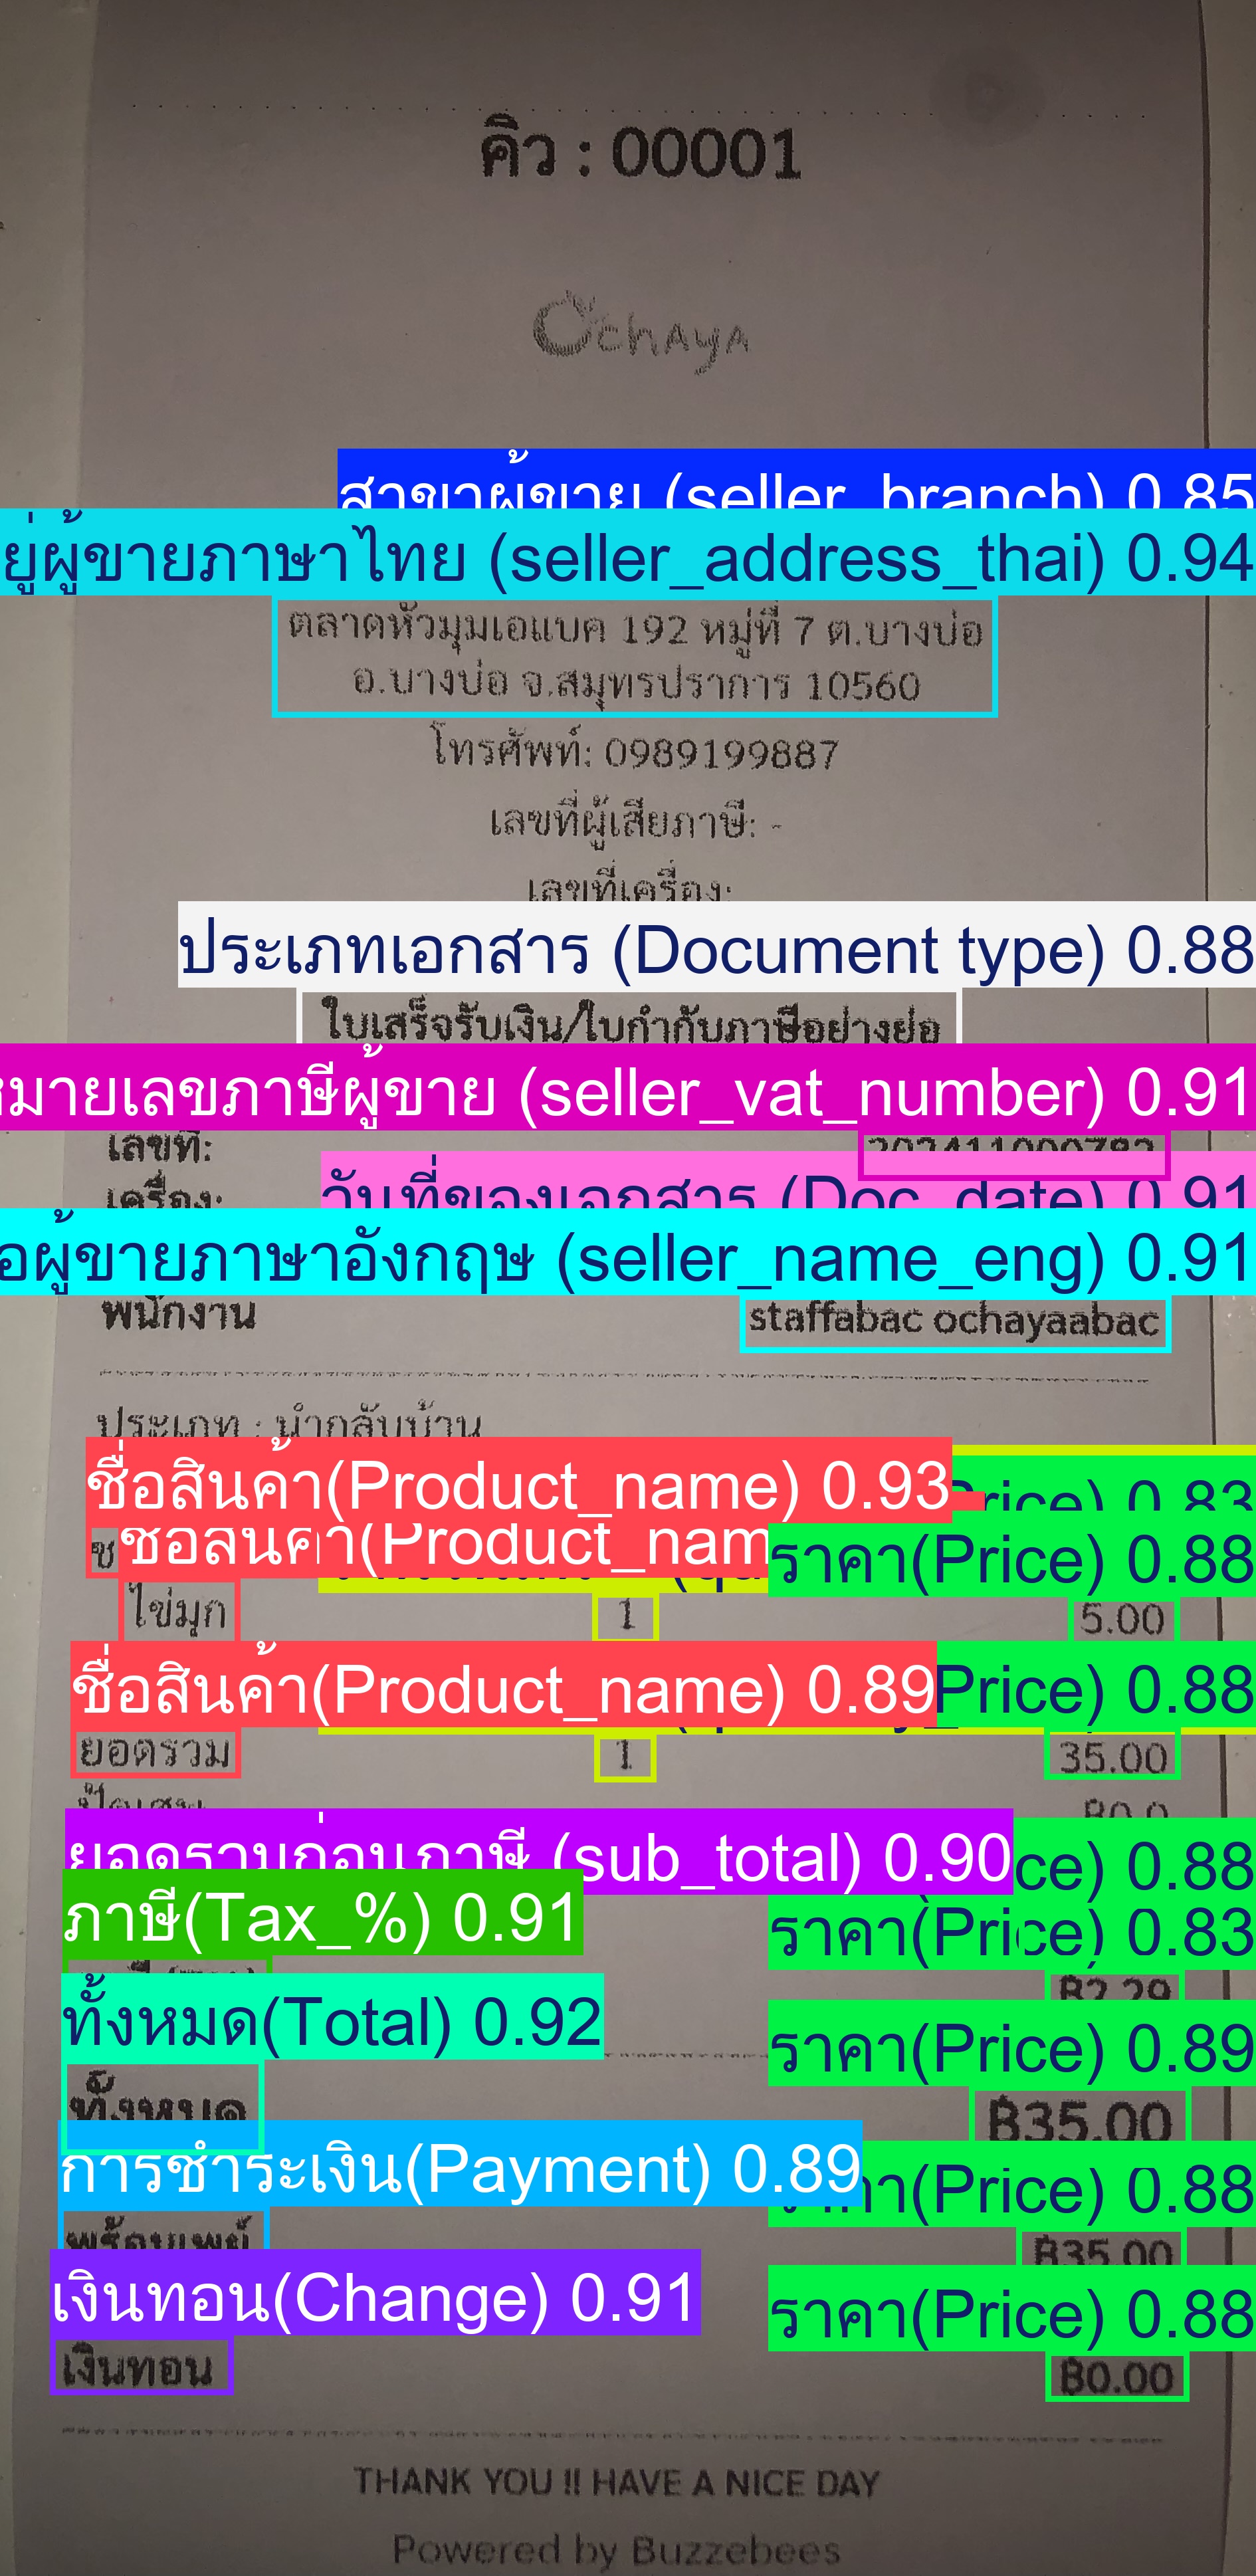 คิว : 00001
Ochaya
สาขาผู้ขาย (seller_branch) 0.85
ยู่ผู้ขายภาษาไทย (seller_address_thai) 0.94
ตลาดหัวมุมเอแบค 192 หมู่ที่ 7 ต.บางบ่อ
อ.บางบ่อ จ.สมุทรปราการ 10560
โทรศัพท์: 0989199887
เลขที่ผู้เสียภาษี: -
เลขที่เครื่อง:
ประเภทเอกสาร (Document type) 0.88
ใบเสร็จรับเงิน/ใบกำกับภาษีอย่างย่อ
หมายเลขภาษีผู้ขาย (seller_vat_number) 0.91
เลขที่:
เครื่อง: วันที่ของเอกสาร (Doc_date) 0.91
อผู้ขายภาษาอังกฤษ (seller_name_eng) 0.91
พนักงาน staffabac ochayaabac
ประเภท : นำกลับบ้าน
ชื่อสินค้า(Product_name) 0.93 Price) 0.83
ชื่อสินค้า(Product_nam ราคา(Price) 0.88
ไข่มุก 1 5.00
ชื่อสินค้า(Product_name) 0.89 Price) 0.88
ยอดรวม 1 35.00
ปัดเศษ ฿0.0
ยอดรวมก่อนภาษี (sub_total) 0.90 ce) 0.88
ภาษี(Tax_%) 0.91 ราคา(Price) 0.83
฿2.29
ทั้งหมด(Total) 0.92 ราคา(Price) 0.89
ทั้งหมด ฿35.00
การชำระเงิน(Payment) 0.89 คา(Price) 0.88
พร้อมเพย์ ฿35.00
เงินทอน(Change) 0.91 ราคา(Price) 0.88
เงินทอน ฿0.00
THANK YOU !! HAVE A NICE DAY
Powered by Buzzebees